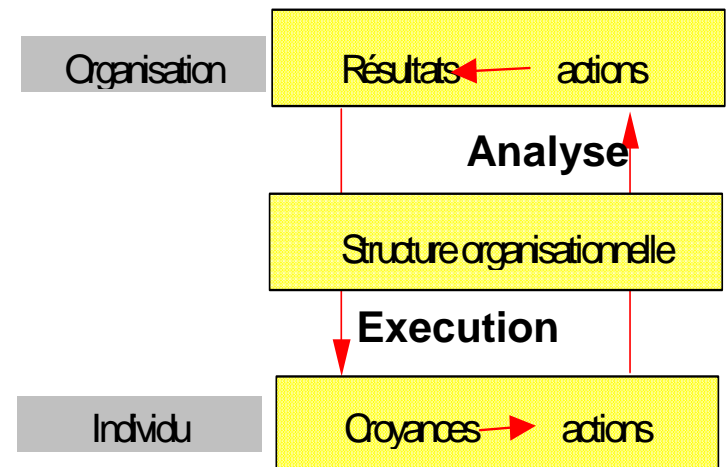 Organisation
Résultats actions
Analyse
Structure organisationnelle
Execution
Individu
Croyances actions